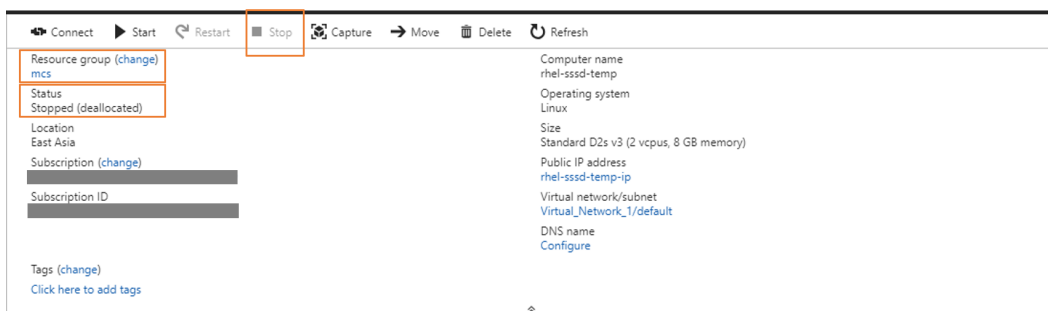 Connect Start Restart Stop Capture Move Delete Refresh
Resource group (change)
mcs
Status
Stopped (deallocated)
Location
East Asia
Subscription (change)
Subscription ID
Tags (change)
Click here to add tags
Computer name
rhel-sssd-temp
Operating system
Linux
Size
Standard D2s v3 (2 vcpus, 8 GB memory)
Public IP address
rhel-sssd-temp-ip
Virtual network/subnet
Virtual_Network_1/default
DNS name
Configure